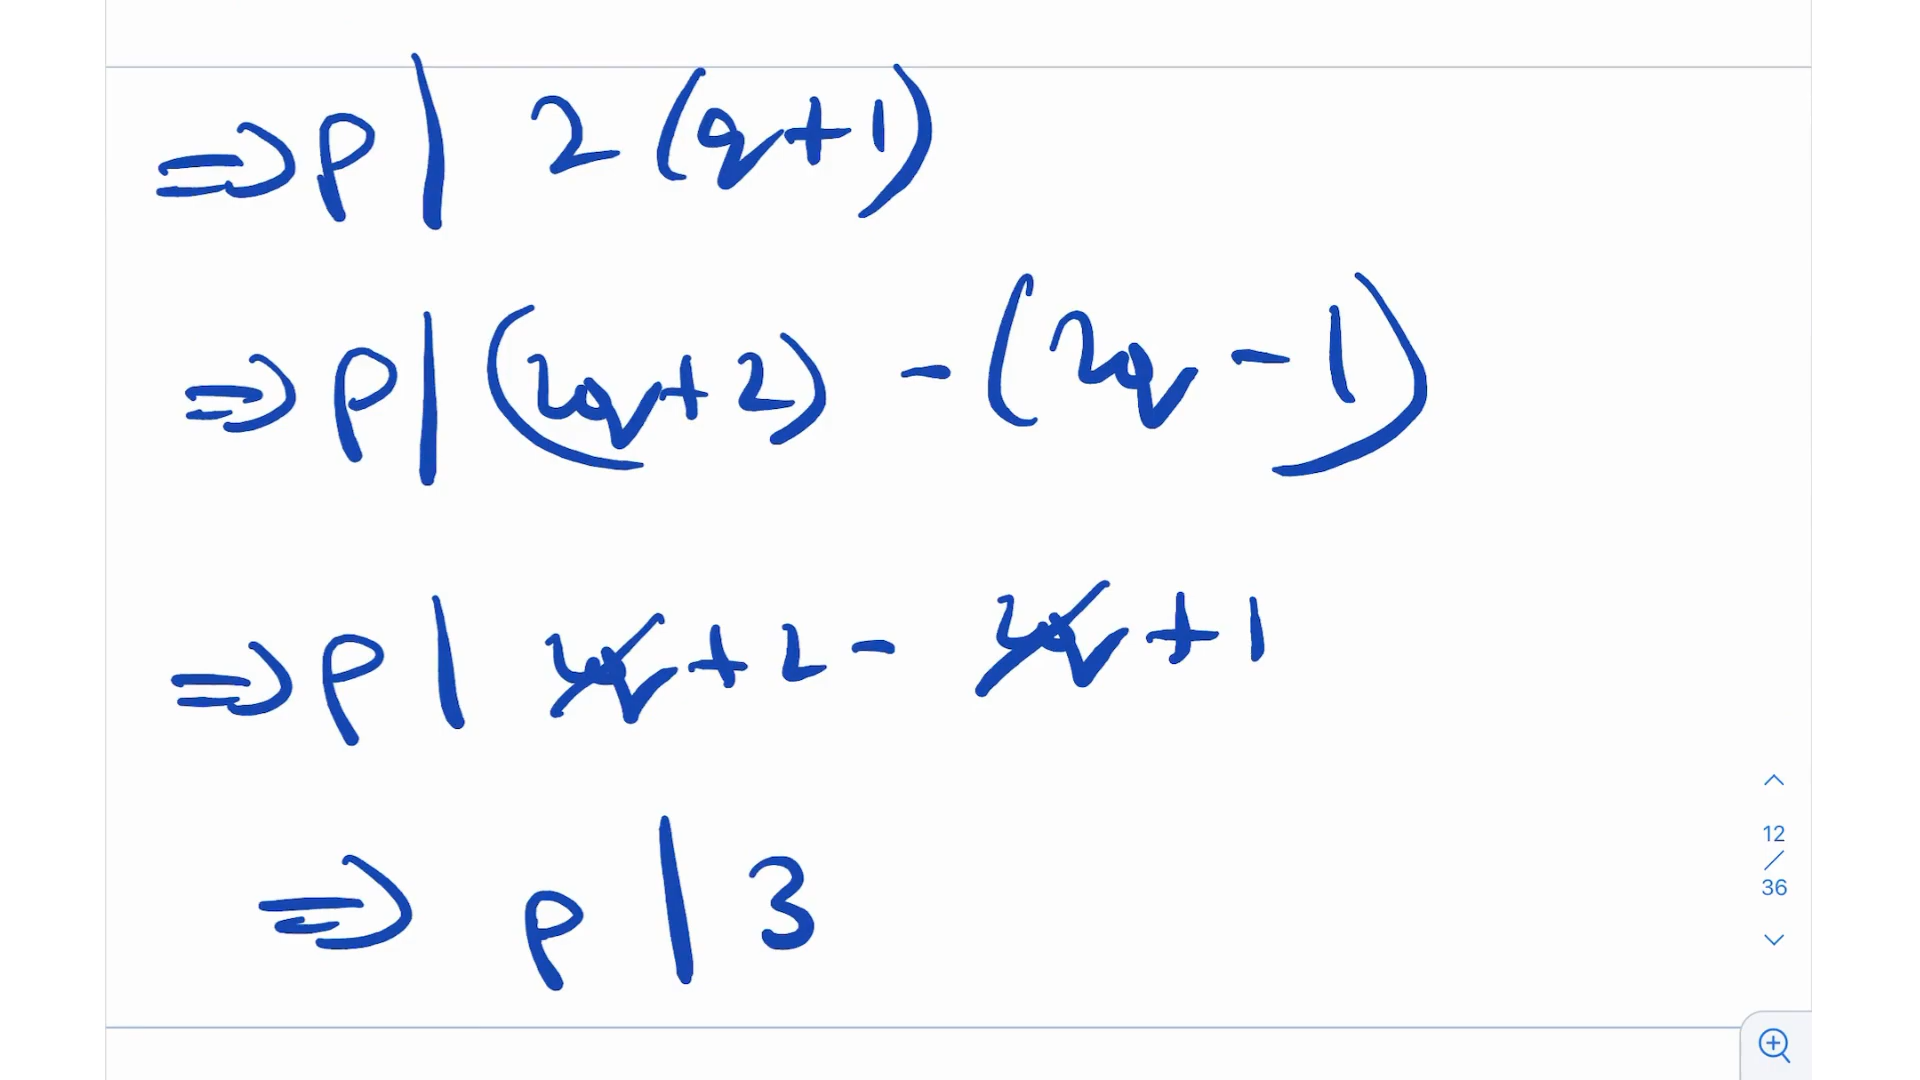 ⇒ p | 2 (q+1)
⇒ p | (2q+2) - (2q - 1)
⇒ p | 2q + 2 - 2q + 1
⇒ p | 3
12
/
36